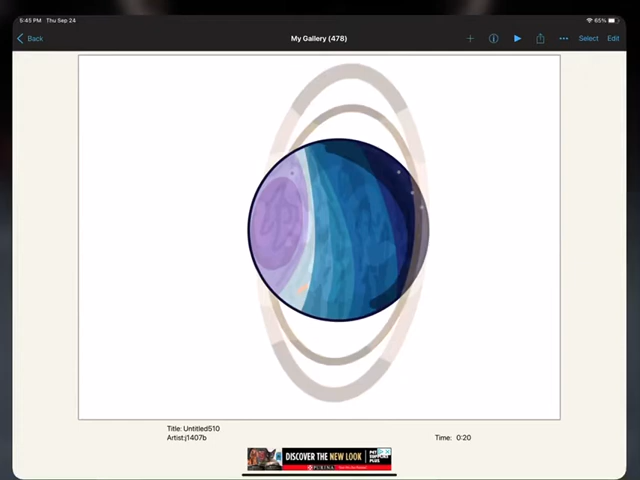 5:45 PM Thu Sep 24
65%
Back
My Gallery (478)
Select
Edit
Title: Untitled510
Artist:j1407b
Time: 0:20
DISCOVER THE NEW LOOK
PURINA